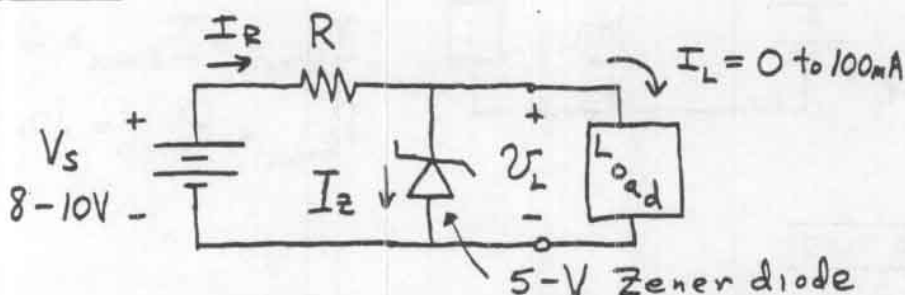 I_R R
I_L = 0 to 100mA
+
V_S
8-10V -
I_Z
+
V_L
-
Load
5-V Zener diode